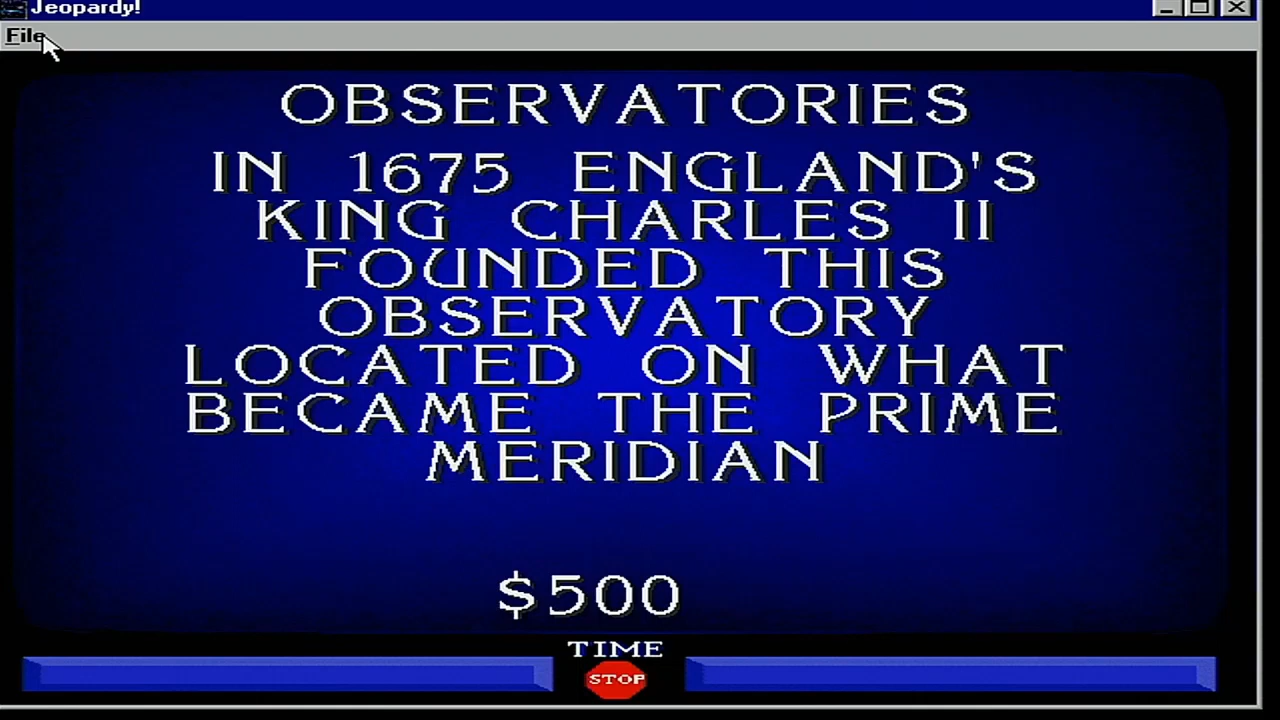 Jeopardy!
File
OBSERVATORIES
IN 1675 ENGLAND'S
KING CHARLES II
FOUNDED THIS
OBSERVATORY
LOCATED ON WHAT
BECAME THE PRIME
MERIDIAN
$500
TIME
STOP